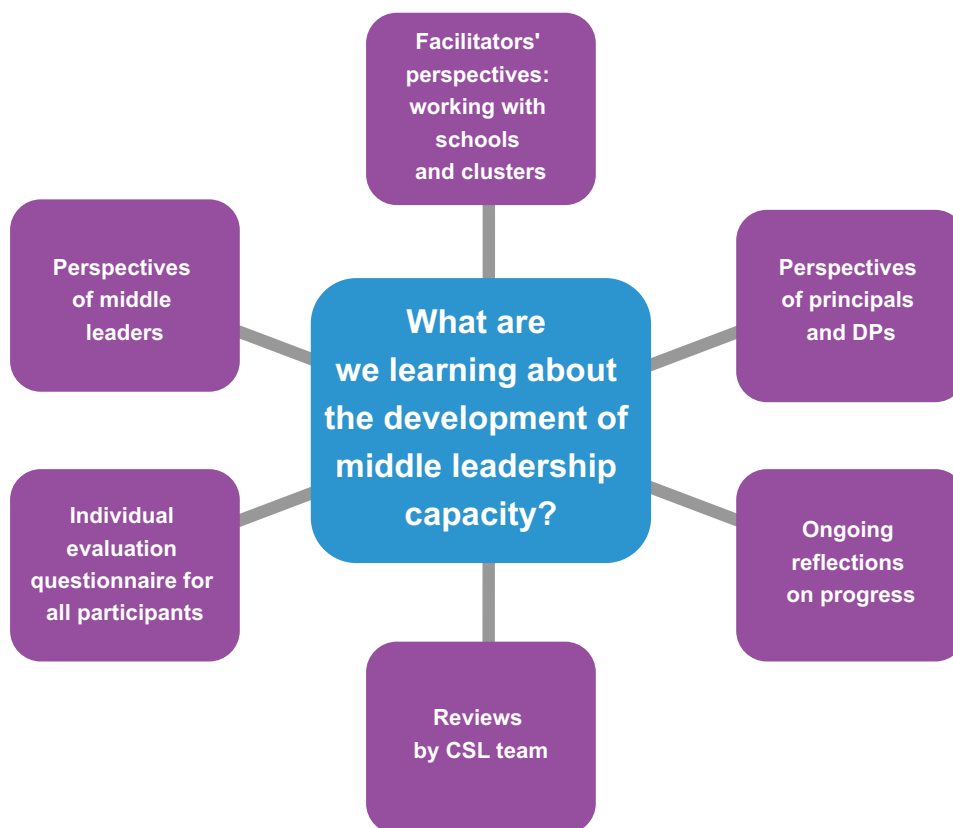 Facilitators'
perspectives:
working with
schools
and clusters
Perspectives
of middle
leaders
What are
we learning about
the development of
middle leadership
capacity?
Perspectives
of principals
and DPs
Individual
evaluation
questionnaire for
all participants
Ongoing
reflections
on progress
Reviews
by CSL team